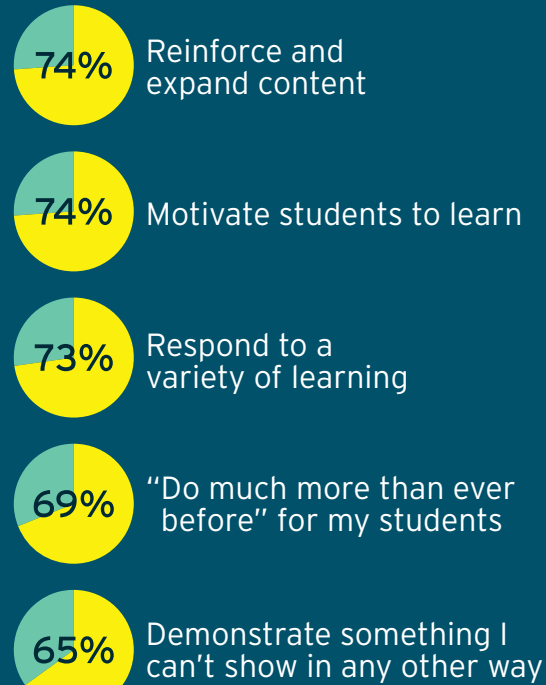 74%
Reinforce and
expand content
74%
Motivate students to learn
73%
Respond to a
variety of learning
69%
“Do much more than ever
before” for my students
65%
Demonstrate something I
can’t show in any other way